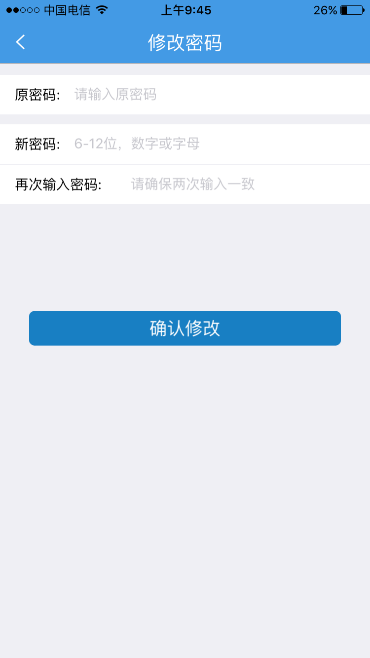 中国电信 上午9:45 26%
修改密码
原密码: 请输入原密码
新密码: 6-12位，数字或字母
再次输入密码: 请确保两次输入一致
确认修改